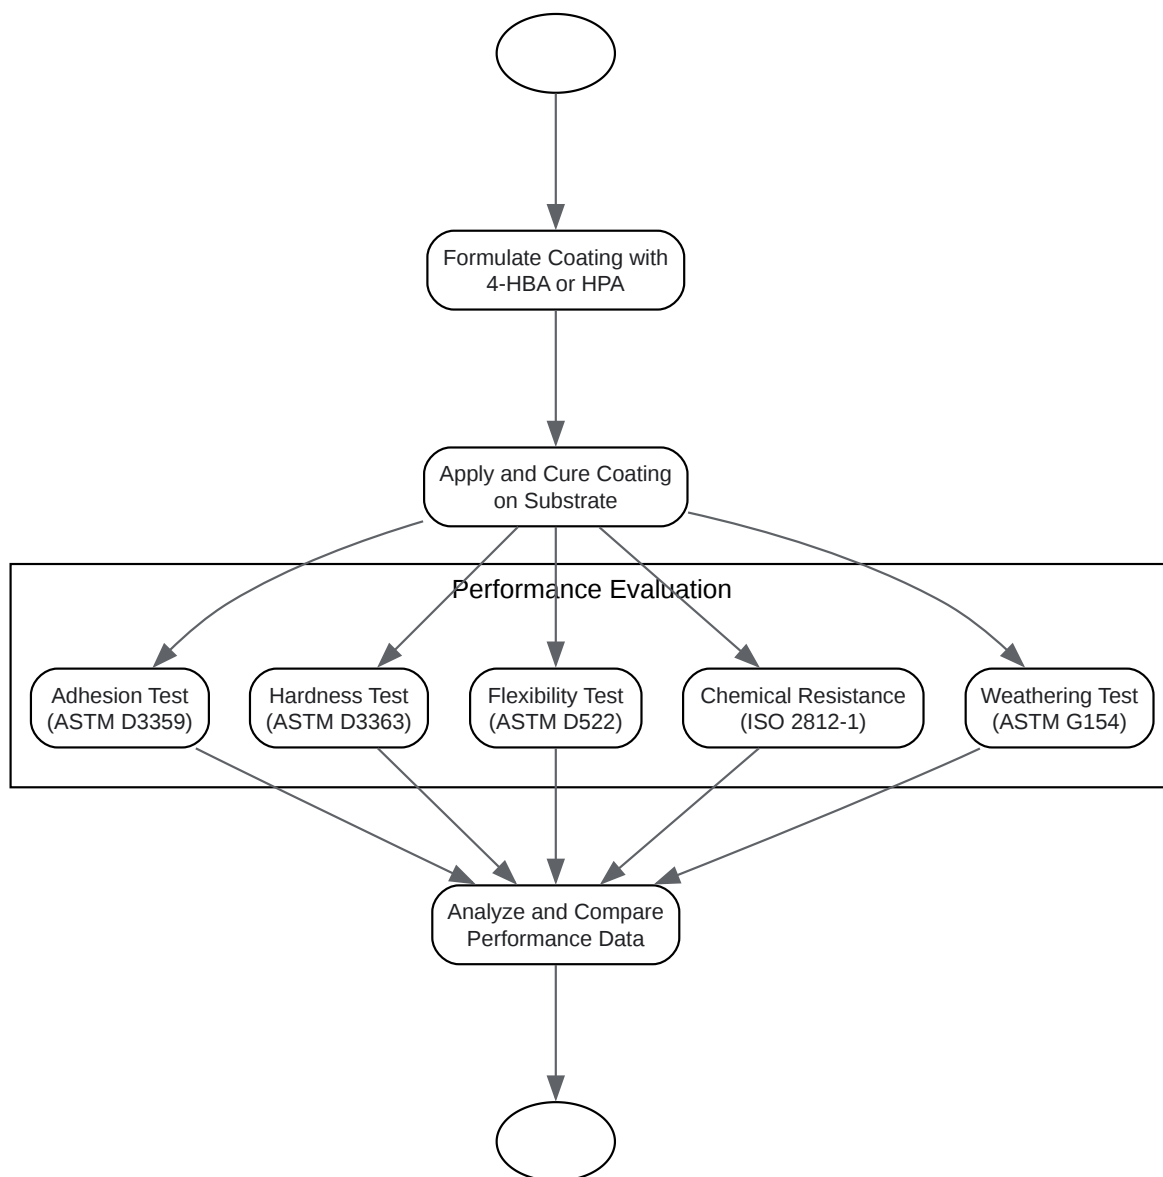 Formulate Coating with
4-HBA or HPA
Apply and Cure Coating
on Substrate
Performance Evaluation
Adhesion Test
(ASTM D3359)
Hardness Test
(ASTM D3363)
Flexibility Test
(ASTM D522)
Chemical Resistance
(ISO 2812-1)
Weathering Test
(ASTM G154)
Analyze and Compare
Performance Data